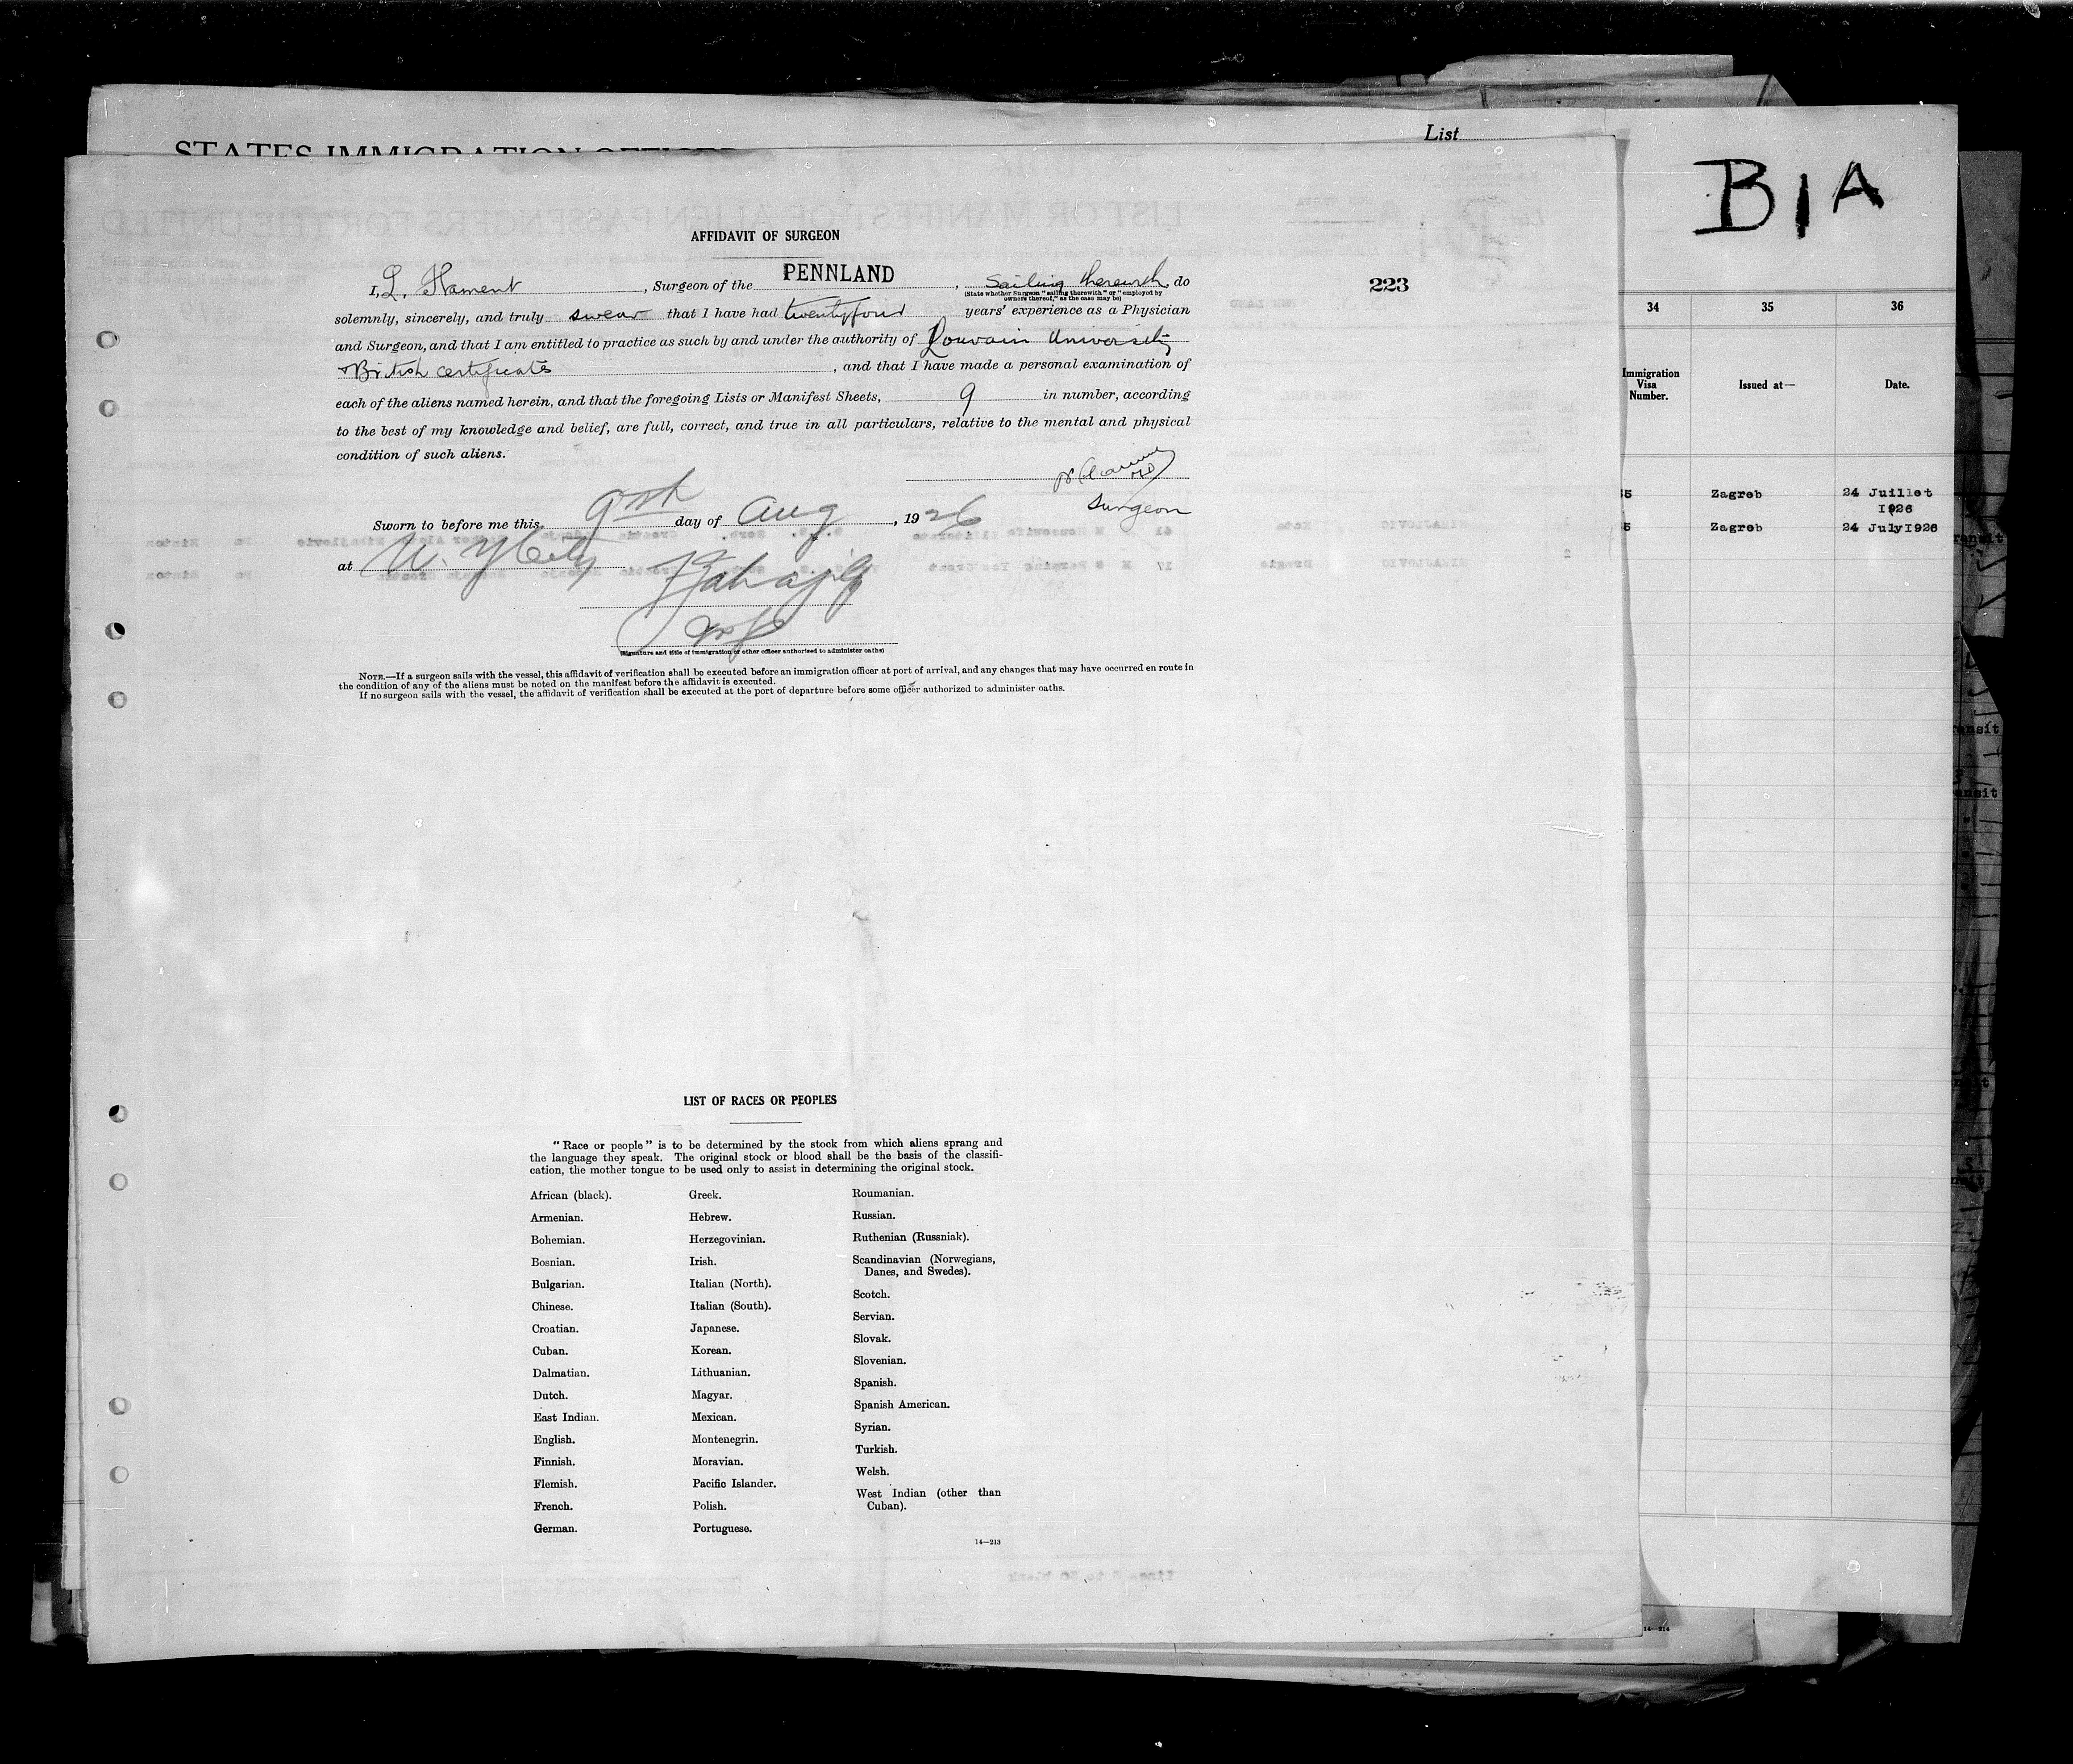 List
STATES IMMIGRATION OFFICER
B1A
AFFIDAVIT OF SURGEON
I, L. Flament, Surgeon of the PENNLAND, Sailing therewith, do
(State whether Surgeon "sailing therewith" or "employed by
owners thereof," as the case may be)
223
solemnly, sincerely, and truly swear that I have had twentyfour years' experience as a Physician
and Surgeon, and that I am entitled to practice as such by and under the authority of Louvain University
British certificates, and that I have made a personal examination of
each of the aliens named herein, and that the foregoing Lists or Manifest Sheets, 9 in number, according
to the best of my knowledge and belief, are full, correct, and true in all particulars, relative to the mental and physical
condition of such aliens.
Surgeon
Sworn to before me this day of Aug, 1926
at N. Y City
(Signature and title of immigration or other officer authorized to administer oaths)
NOTE.—If a surgeon sails with the vessel, this affidavit of verification shall be executed before an immigration officer at port of arrival, and any changes that may have occurred en route in
the condition of any of the aliens must be noted on the manifest before the affidavit is executed.
If no surgeon sails with the vessel, the affidavit of verification shall be executed at the port of departure before some officer authorized to administer oaths.
34 35 36
Immigration
Visa
Number.
Issued at—
Date.
5 Zagreb 24 Juillet
1926
5 Zagreb 24 July1926
LIST OF RACES OR PEOPLES
"Race or people" is to be determined by the stock from which aliens sprang and
the language they speak. The original stock or blood shall be the basis of the classifi-
cation, the mother tongue to be used only to assist in determining the original stock.
African (black).
Armenian.
Bohemian.
Bosnian.
Bulgarian.
Chinese.
Croatian.
Cuban.
Dalmatian.
Dutch.
East Indian.
English.
Finnish.
Flemish.
French.
German.
Greek.
Hebrew.
Herzegovinian.
Irish.
Italian (North).
Italian (South).
Japanese.
Korean.
Lithuanian.
Magyar.
Mexican.
Montenegrin.
Moravian.
Pacific Islander.
Polish.
Portuguese.
Roumanian.
Russian.
Ruthenian (Russniak).
Scandinavian (Norwegians,
Danes, and Swedes).
Scotch.
Servian.
Slovak.
Slovenian.
Spanish.
Spanish American.
Syrian.
Turkish.
Welsh.
West Indian (other than
Cuban).
14—213
14—214